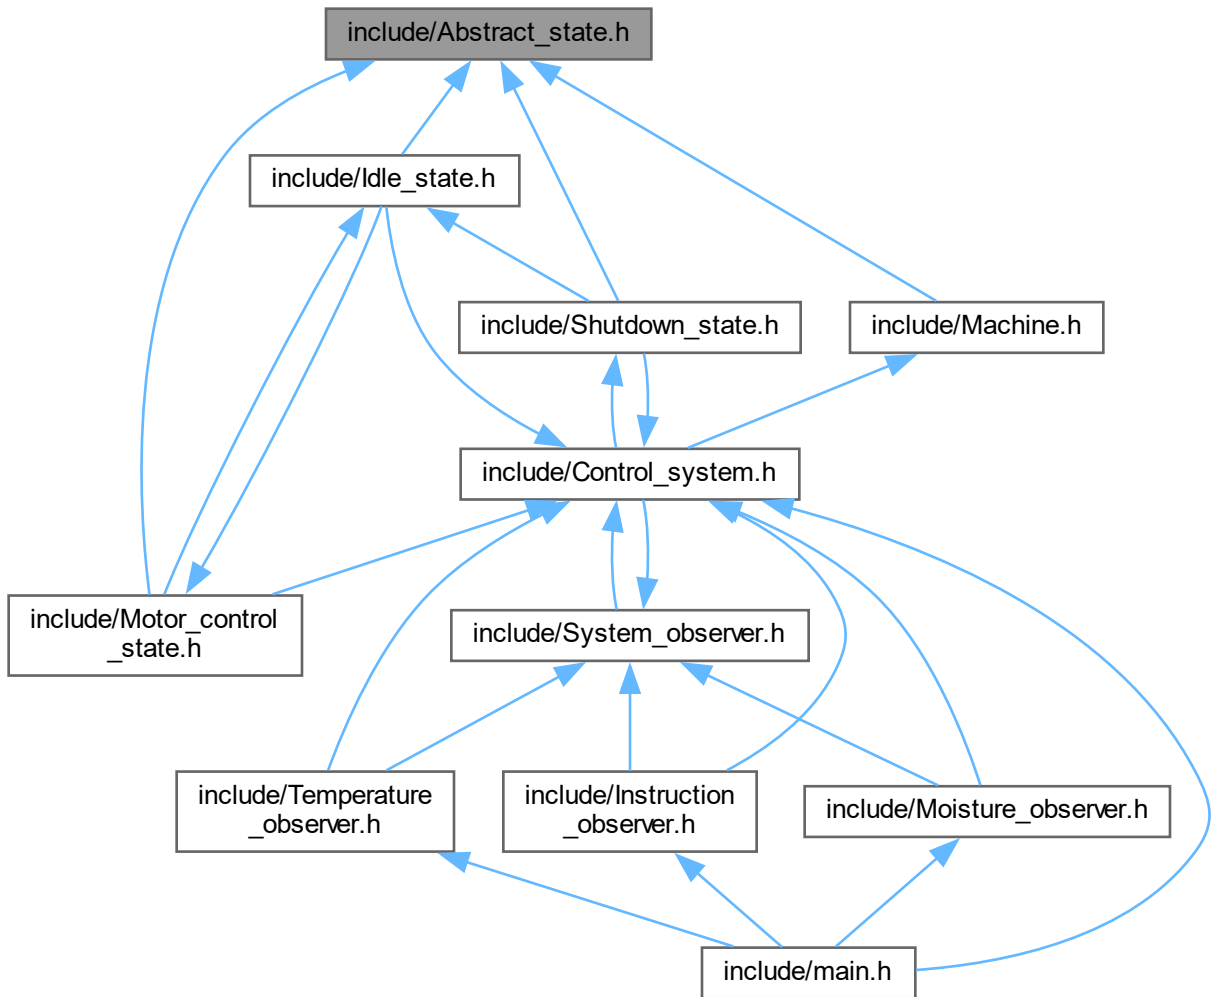 include/Abstract_state.h
include/Idle_state.h
include/Shutdown_state.h
include/Machine.h
include/Control_system.h
include/Motor_control
_state.h
include/System_observer.h
include/Temperature
_observer.h
include/Instruction
_observer.h
include/Moisture_observer.h
include/main.h